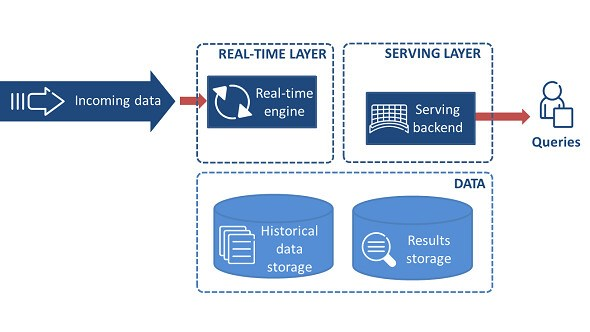 REAL-TIME LAYER
SERVING LAYER
Incoming data
Real-time
engine
Serving
backend
Queries
DATA
Historical
data
storage
Results
storage